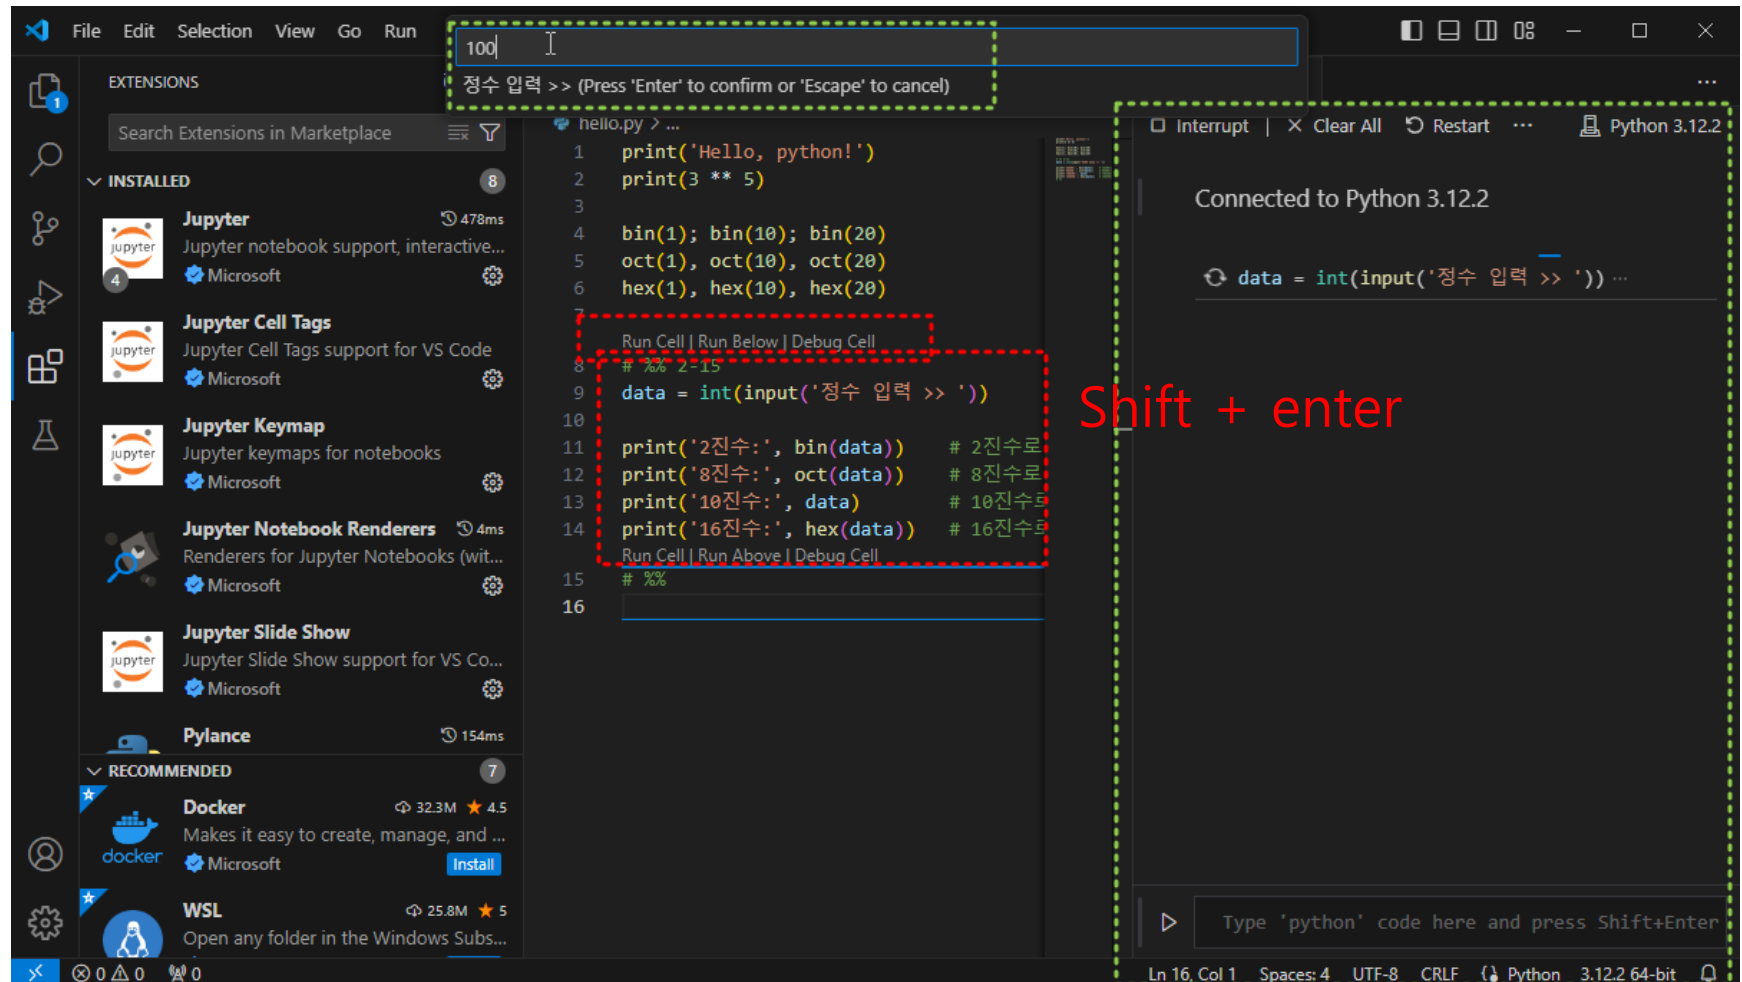 File Edit Selection View Go Run
100
정수 입력 >> (Press 'Enter' to confirm or 'Escape' to cancel)
EXTENSIONS
Search Extensions in Marketplace
INSTALLED 8
Jupyter 478ms
Jupyter notebook support, interactive...
Microsoft
4
Jupyter Cell Tags
Jupyter Cell Tags support for VS Code
Microsoft
Jupyter Keymap
Jupyter keymaps for notebooks
Microsoft
Jupyter Notebook Renderers 4ms
Renderers for Jupyter Notebooks (wit...
Microsoft
Jupyter Slide Show
Jupyter Slide Show support for VS Co...
Microsoft
Pylance 154ms
RECOMMENDED 7
Docker 32.3M 4.5
Makes it easy to create, manage, and ...
docker
Microsoft Install
WSL 25.8M 5
Open any folder in the Windows Subs...
hello.py > ...
1 print('Hello, python!')
2 print(3 ** 5)
3
4 bin(1); bin(10); bin(20)
5 oct(1), oct(10), oct(20)
6 hex(1), hex(10), hex(20)
7
Run Cell | Run Below | Debug Cell
8 # %% 2-15
9 data = int(input('정수 입력 >> '))
10
11 print('2진수:', bin(data)) # 2진수로
12 print('8진수:', oct(data)) # 8진수로
13 print('10진수:', data) # 10진수로
14 print('16진수:', hex(data)) # 16진수로
Run Cell | Run Above | Debug Cell
15 # %%
16
Shift + enter
Interrupt | Clear All Restart ... Python 3.12.2
Connected to Python 3.12.2
data = int(input('정수 입력 >> ')) ...
Type 'python' code here and press Shift+Enter
0 0 0
Ln 16, Col 1 Spaces: 4 UTF-8 CRLF Python 3.12.2 64-bit